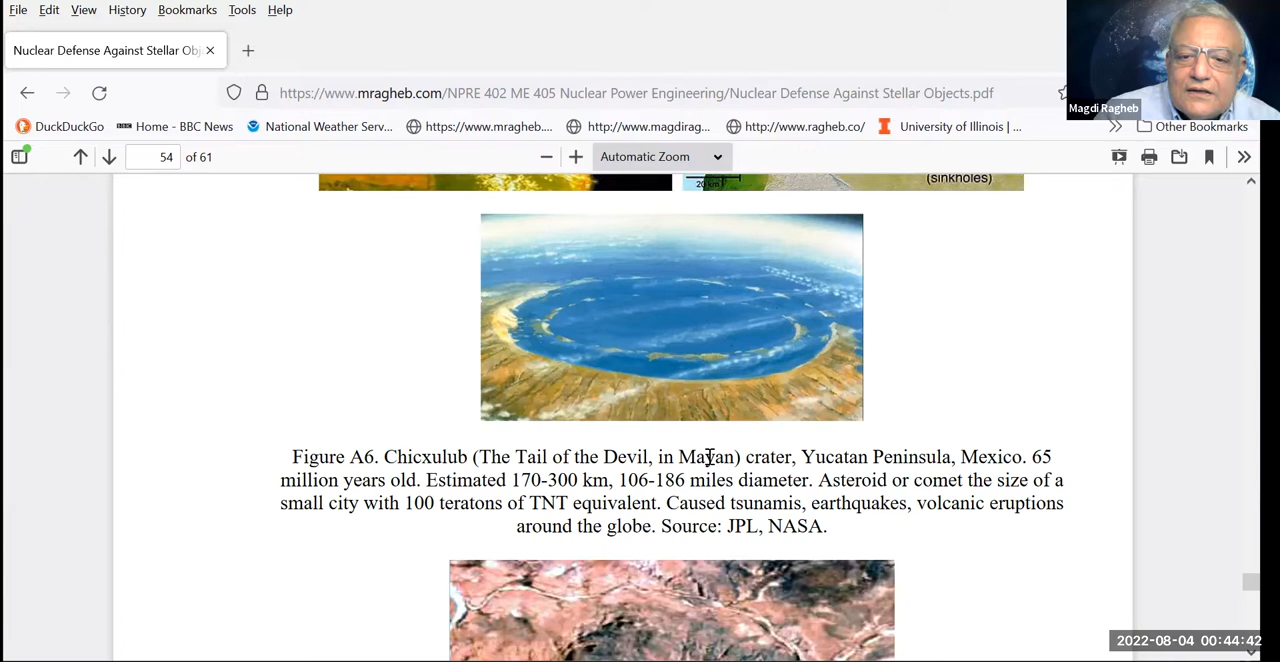 File Edit View History Bookmarks Tools Help
Nuclear Defense Against Stellar Obj
https://www.mragheb.com/NPRE 402 ME 405 Nuclear Power Engineering/Nuclear Defense Against Stellar Objects.pdf
Magdi Ragheb
DuckDuckGo BBC Home - BBC News National Weather Serv... https://www.mragheb.... http://www.magdirag... http://www.ragheb.co/ University of Illinois |... Other Bookmarks
54 of 61 Automatic Zoom
20 km (sinkholes)
Figure A6. Chicxulub (The Tail of the Devil, in Mayan) crater, Yucatan Peninsula, Mexico. 65
million years old. Estimated 170-300 km, 106-186 miles diameter. Asteroid or comet the size of a
small city with 100 teratons of TNT equivalent. Caused tsunamis, earthquakes, volcanic eruptions
around the globe. Source: JPL, NASA.
2022-08-04 00:44:42